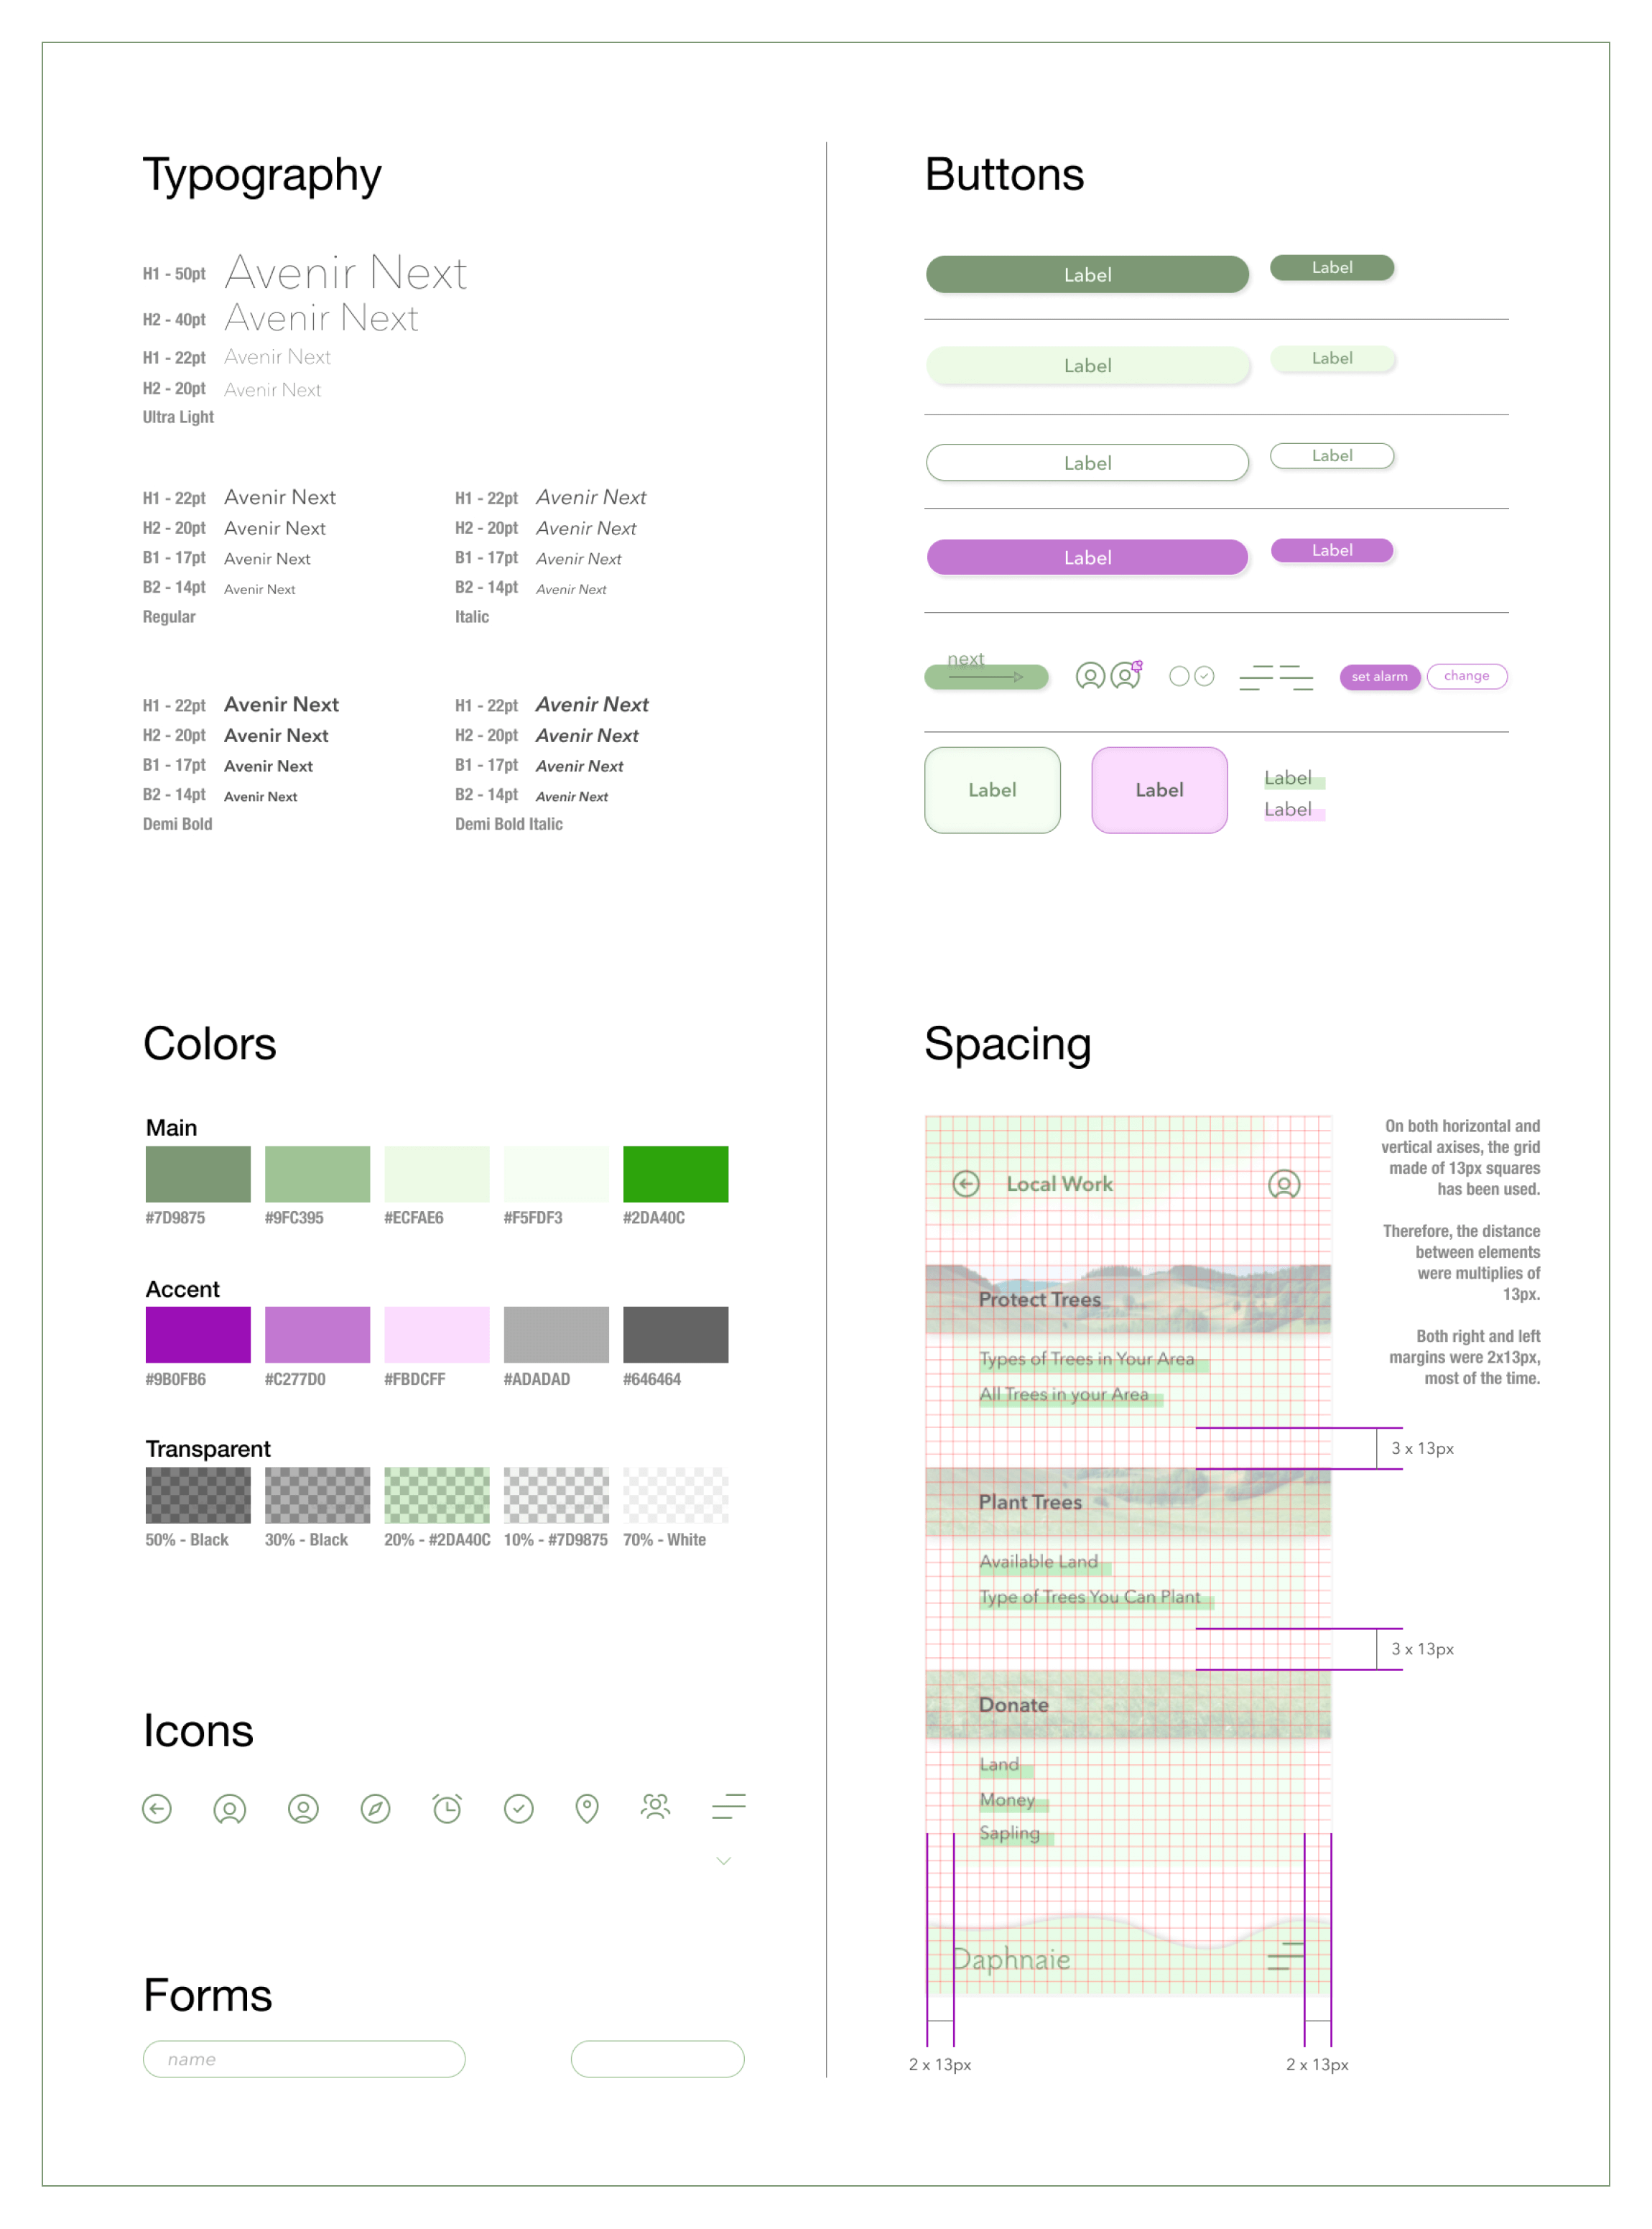 Typography
H1 - 50pt Avenir Next
H2 - 40pt Avenir Next
H1 - 22pt Avenir Next
H2 - 20pt Avenir Next
Ultra Light
H1 - 22pt Avenir Next
H2 - 20pt Avenir Next
B1 - 17pt Avenir Next
B2 - 14pt Avenir Next
Regular
H1 - 22pt Avenir Next
H2 - 20pt Avenir Next
B1 - 17pt Avenir Next
B2 - 14pt Avenir Next
Italic
H1 - 22pt Avenir Next
H2 - 20pt Avenir Next
B1 - 17pt Avenir Next
B2 - 14pt Avenir Next
Demi Bold
H1 - 22pt Avenir Next
H2 - 20pt Avenir Next
B1 - 17pt Avenir Next
B2 - 14pt Avenir Next
Demi Bold Italic
Colors
Main
#7D9875 #9FC395 #ECFAE6 #F5FDF3 #2DA40C
Accent
#9B0FB6 #C277D0 #FBDCFF #ADADAD #646464
Transparent
50% - Black 30% - Black 20% - #2DA40C 10% - #7D9875 70% - White
Icons
Forms
name
Buttons
Label Label
Label Label
Label Label
Label Label
next set alarm change
Label Label Label
Label
Spacing
Local Work
Protect Trees
Types of Trees in Your Area
All Trees in your Area
Plant Trees
Available Land
Type of Trees You Can Plant
Donate
Land
Money
Sapling
Daphnaie
On both horizontal and
vertical axises, the grid
made of 13px squares
has been used.
Therefore, the distance
between elements
were multiplies of
13px.
Both right and left
margins were 2x13px,
most of the time.
3 x 13px
3 x 13px
2 x 13px 2 x 13px